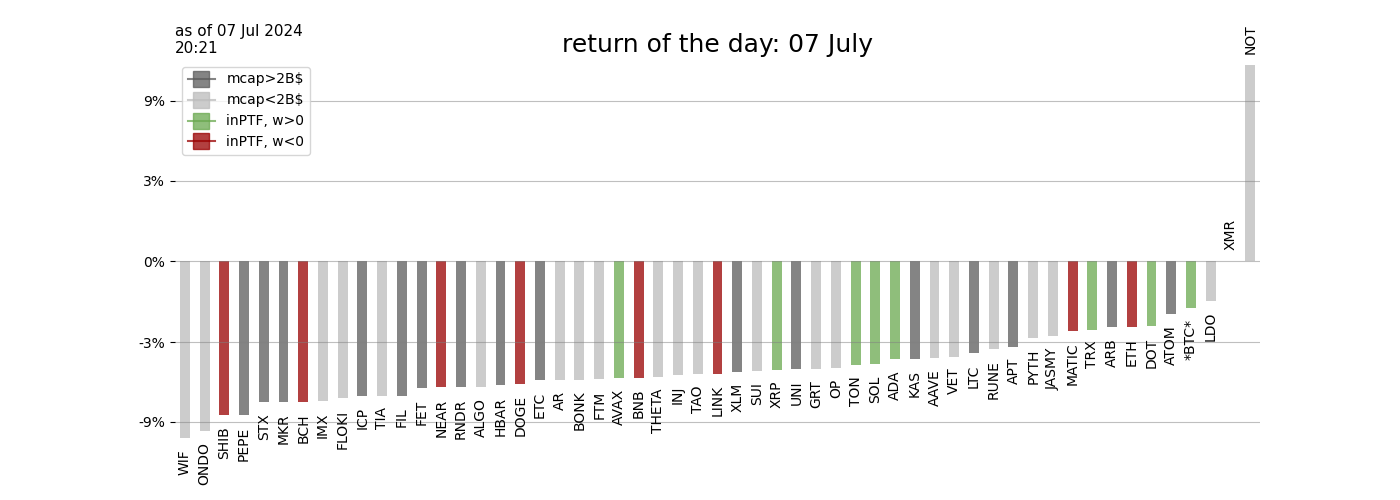 as of 07 Jul 2024
20:21
return of the day: 07 July
mcap>2B$
mcap<2B$
inPTF, w>0
inPTF, w<0
9%
3%
0%
-3%
-9%
WIF
ONDO
SHIB
PEPE
STX
MKR
BCH
IMX
FLOKI
ICP
TIA
FIL
FET
NEAR
RNDR
ALGO
HBAR
DOGE
ETC
AR
BONK
FTM
AVAX
BNB
THETA
INJ
TAO
LINK
XLM
SUI
XRP
UNI
GRT
OP
TON
SOL
ADA
KAS
AAVE
VET
LTC
RUNE
APT
PYTH
JASMY
MATIC
TRX
ARB
ETH
DOT
ATOM
*BTC*
LDO
XMR
NOT